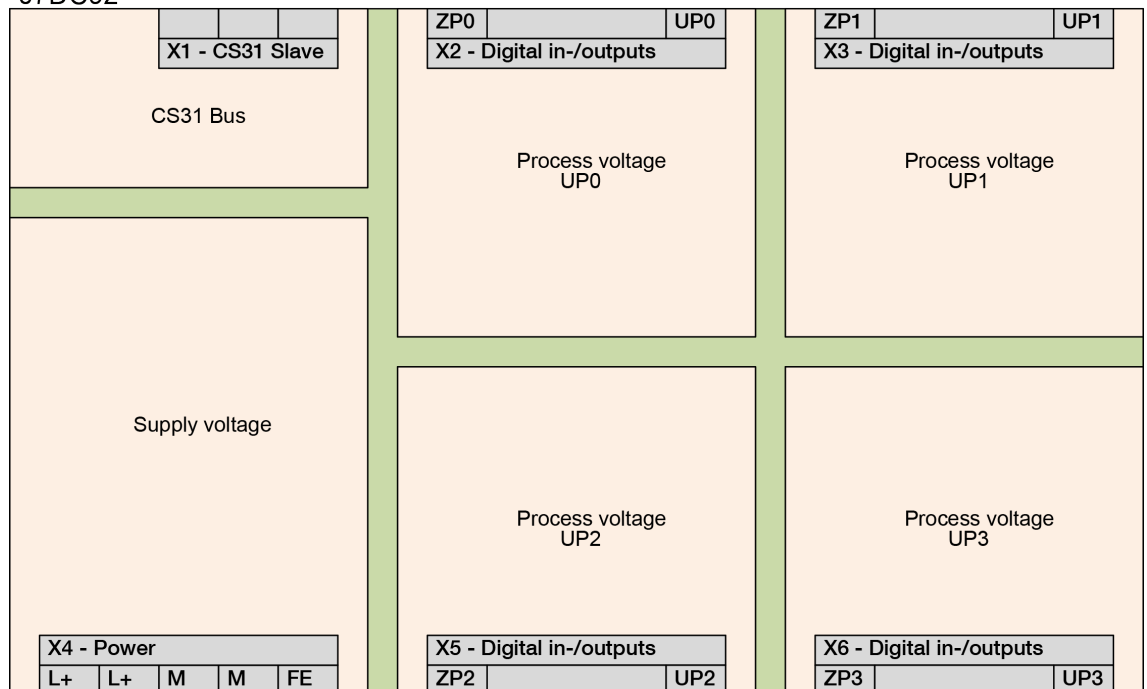 ZP0 UP0 ZP1 UP1
X1 - CS31 Slave X2 - Digital in-/outputs X3 - Digital in-/outputs
CS31 Bus
Process voltage
UP0
Process voltage
UP1
Supply voltage
Process voltage
UP2
Process voltage
UP3
X4 - Power X5 - Digital in-/outputs X6 - Digital in-/outputs
L+ L+ M M FE ZP2 UP2 ZP3 UP3